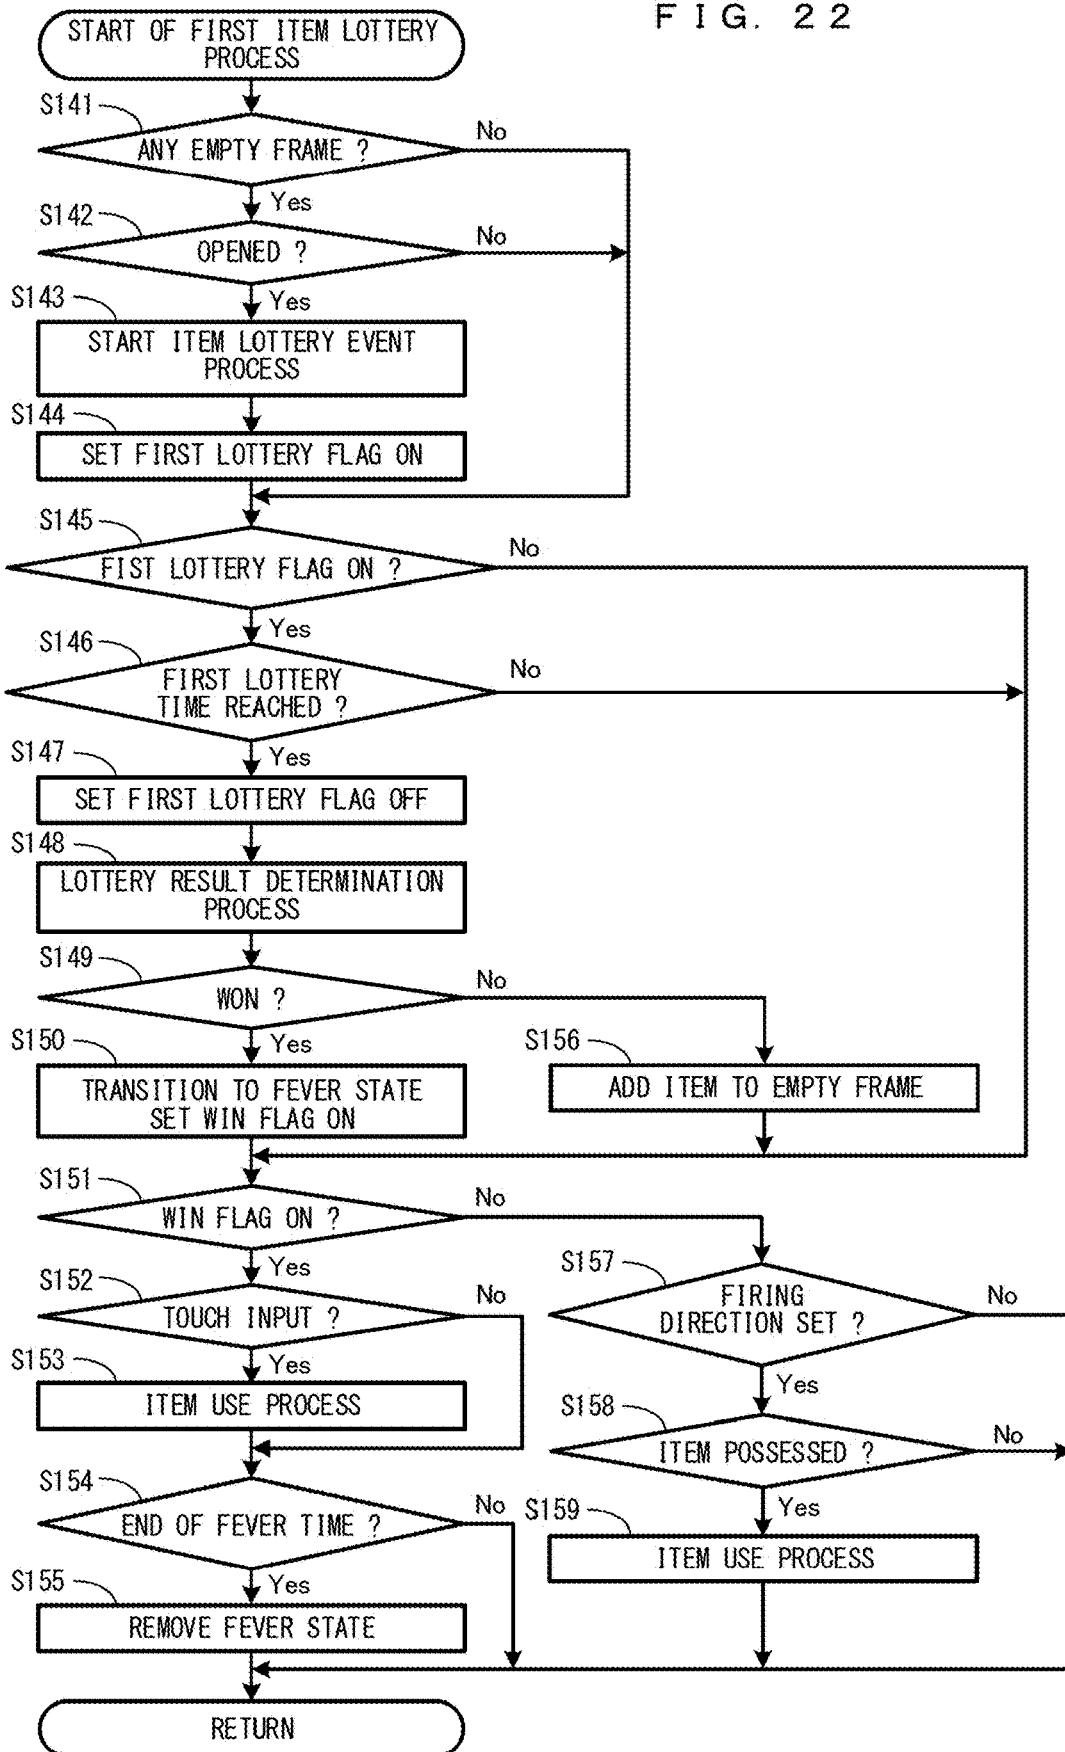 FIG. 22
START OF FIRST ITEM LOTTERY
PROCESS
S141
ANY EMPTY FRAME ?
No
Yes
S142
OPENED ?
No
Yes
S143
START ITEM LOTTERY EVENT
PROCESS
S144
SET FIRST LOTTERY FLAG ON
S145
FIST LOTTERY FLAG ON ?
No
Yes
S146
FIRST LOTTERY
TIME REACHED ?
No
Yes
S147
SET FIRST LOTTERY FLAG OFF
S148
LOTTERY RESULT DETERMINATION
PROCESS
S149
WON ?
No
Yes
S150
TRANSITION TO FEVER STATE
SET WIN FLAG ON
S156
ADD ITEM TO EMPTY FRAME
S151
WIN FLAG ON ?
No
Yes
S152
TOUCH INPUT ?
No
Yes
S153
ITEM USE PROCESS
S157
FIRING
DIRECTION SET ?
No
Yes
S158
ITEM POSSESSED ?
No
Yes
S159
ITEM USE PROCESS
S154
END OF FEVER TIME ?
No
Yes
S155
REMOVE FEVER STATE
RETURN